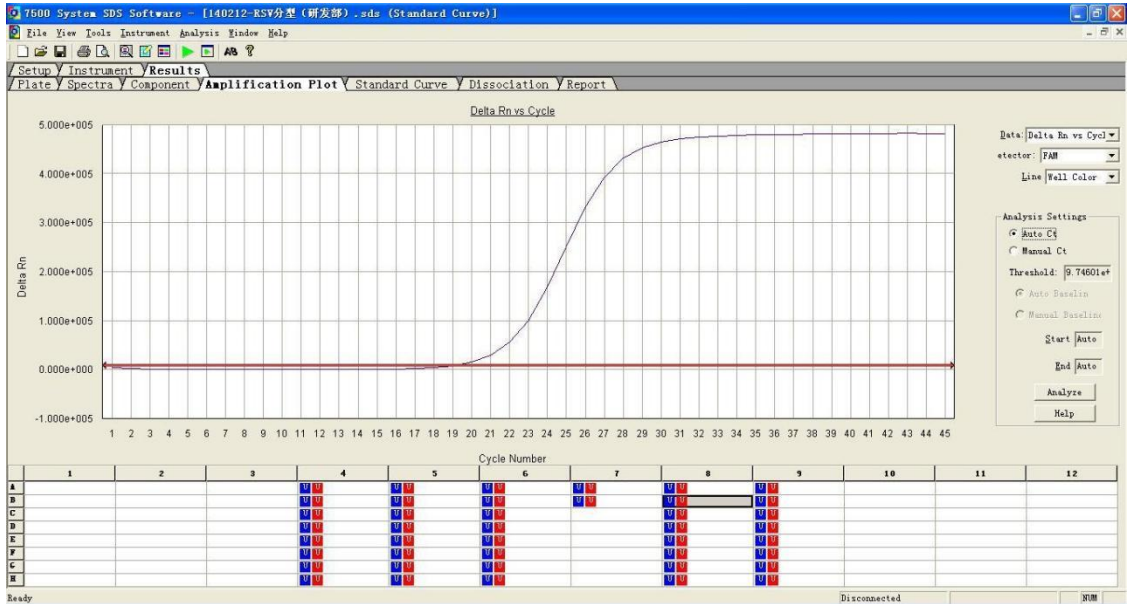 7500 System SDS Software - [140212-RSV分型（研发部）.sds (Standard Curve)]
File View Tools Instrument Analysis Window Help
Setup Instrument Results
Plate Spectra Component Amplification Plot Standard Curve Dissociation Report
Delta Rn vs Cycle
Data: Delta Rn vs Cycl
etector: FAM
Line Well Color
Analysis Settings
Auto Ct
Manual Ct
Threshold: 9.74601e+
Auto Baselin
Manual Baseline
Start Auto
End Auto
Analyze
Help
Delta Rn
5.000e+005
4.000e+005
3.000e+005
2.000e+005
1.000e+005
0.000e+000
-1.000e+005
1 2 3 4 5 6 7 8 9 10 11 12 13 14 15 16 17 18 19 20 21 22 23 24 25 26 27 28 29 30 31 32 33 34 35 36 37 38 39 40 41 42 43 44 45
Cycle Number
1 2 3 4 5 6 7 8 9 10 11 12
A U U U U U U U U U U U U
B U U U U U U U U U U U U
C U U U U U U U U U U
D U U U U U U U U U U
E U U U U U U U U U U
F U U U U U U U U U U
G U U U U U U U U U U
H U U U U U U U U U U
Ready
Disconnected
NUM